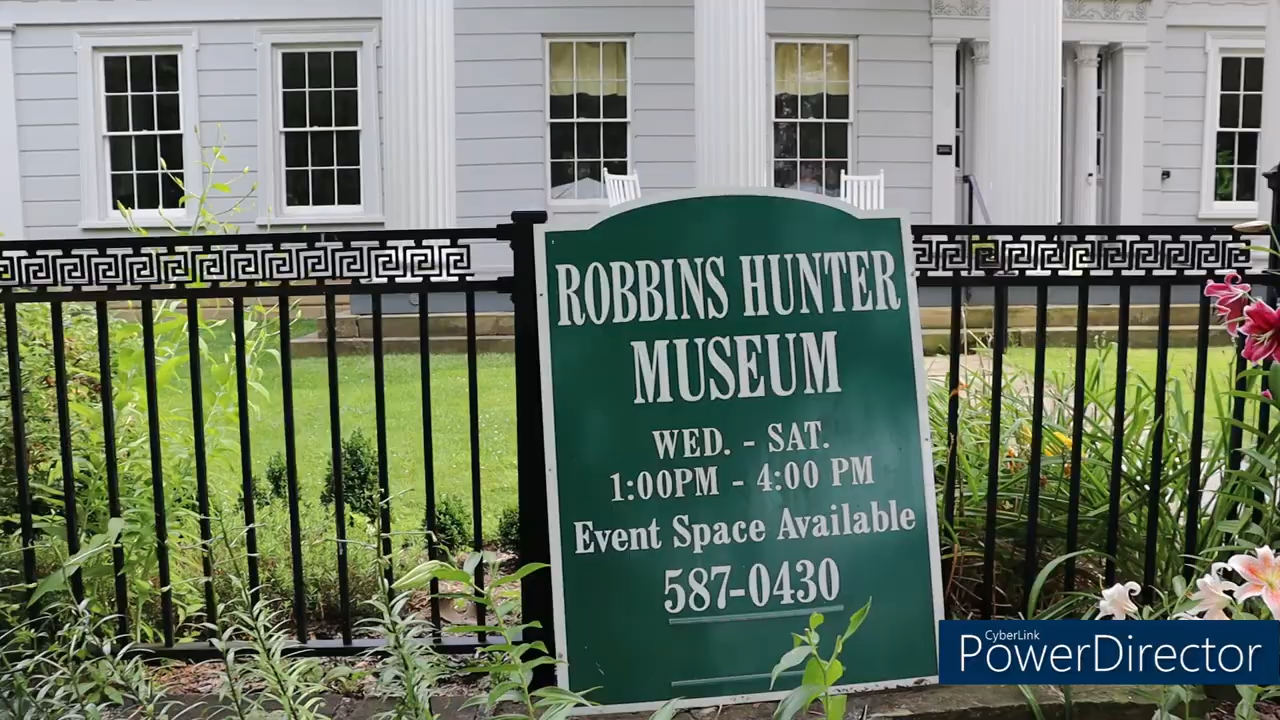 ROBBINS HUNTER
MUSEUM
WED. - SAT.
1:00PM - 4:00 PM
Event Space Available
587-0430
CyberLink
PowerDirector